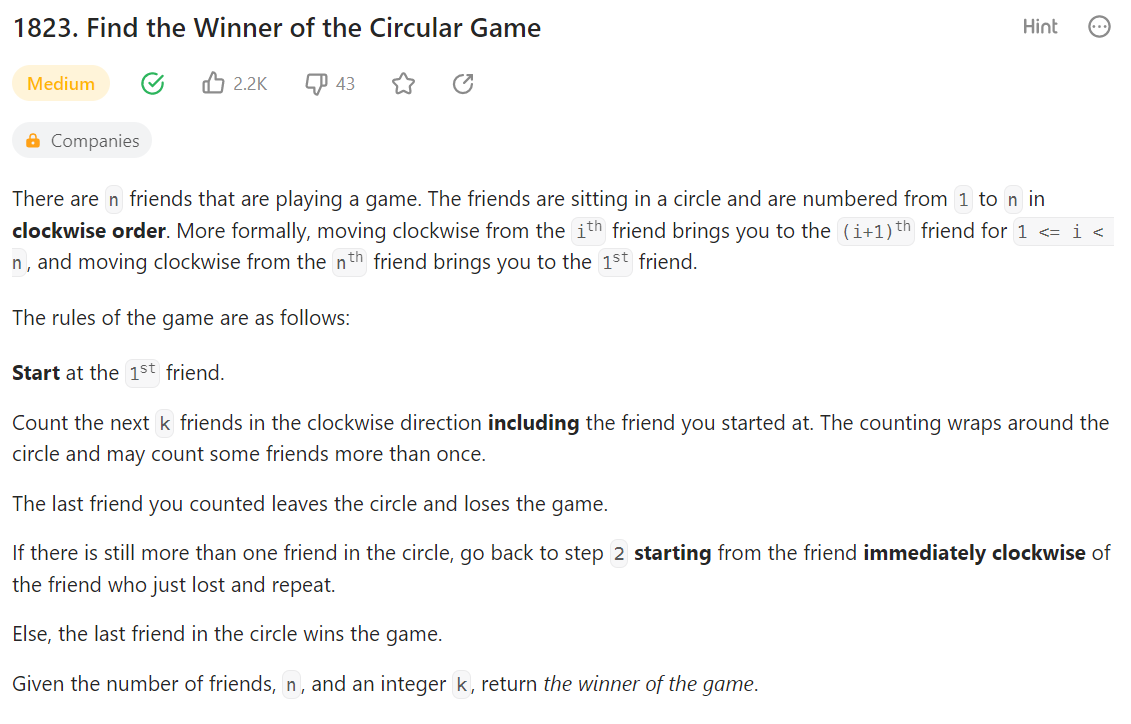 1823. Find the Winner of the Circular Game
Hint
Medium 2.2K 43
Companies
There are n friends that are playing a game. The friends are sitting in a circle and are numbered from 1 to n in
clockwise order. More formally, moving clockwise from the ith friend brings you to the (i+1)th friend for 1 <= i <
n, and moving clockwise from the nth friend brings you to the 1st friend.
The rules of the game are as follows:
Start at the 1st friend.
Count the next k friends in the clockwise direction including the friend you started at. The counting wraps around the
circle and may count some friends more than once.
The last friend you counted leaves the circle and loses the game.
If there is still more than one friend in the circle, go back to step 2 starting from the friend immediately clockwise of
the friend who just lost and repeat.
Else, the last friend in the circle wins the game.
Given the number of friends, n, and an integer k, return the winner of the game.